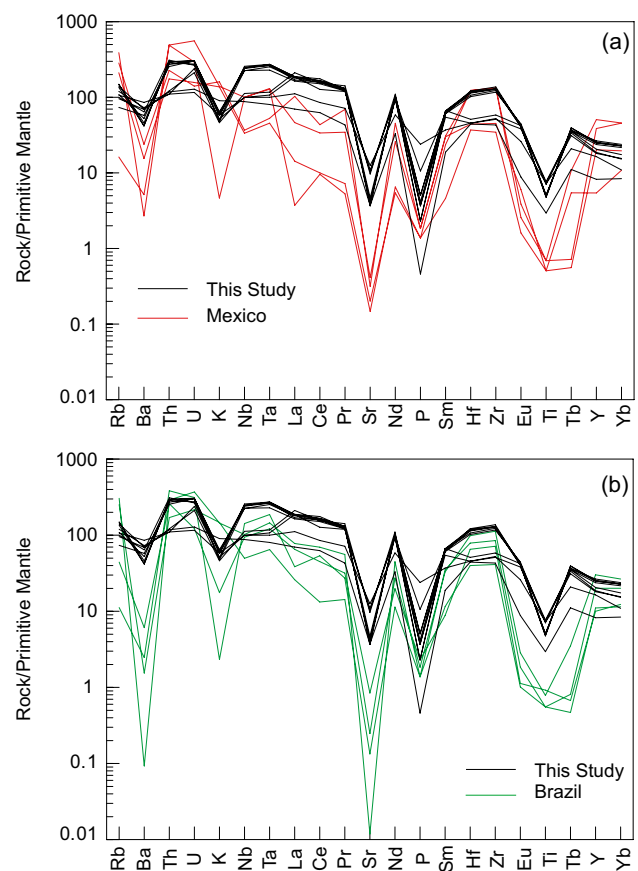 (a)
Rock/Primitive Mantle
1000
100
10
1
0.1
0.01
This Study
Mexico
Rb Ba Th U K Nb Ta La Ce Pr Sr Nd P Sm Hf Zr Eu Ti Tb Y Yb
(b)
Rock/Primitive Mantle
1000
100
10
1
0.1
0.01
This Study
Brazil
Rb Ba Th U K Nb Ta La Ce Pr Sr Nd P Sm Hf Zr Eu Ti Tb Y Yb